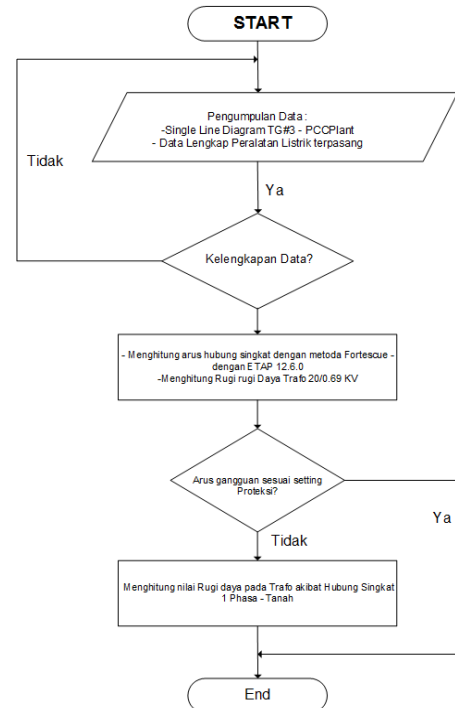 START
Pengumpulan Data :
-Single Line Diagram TG#3 - PCCPlant
- Data Lengkap Peralatan Listrik terpasang
Tidak
Ya
Kelengkapan Data?
- Menghitung arus hubung singkat dengan metoda Fortescue -
dengan ETAP 12.6.0
-Menghitung Rugi rugi Daya Trafo 20/0.69 KV
Arus gangguan sesuai setting
Proteksi?
Ya
Tidak
Menghitung nilai Rugi daya pada Trafo akibat Hubung Singkat
1 Phasa - Tanah
End